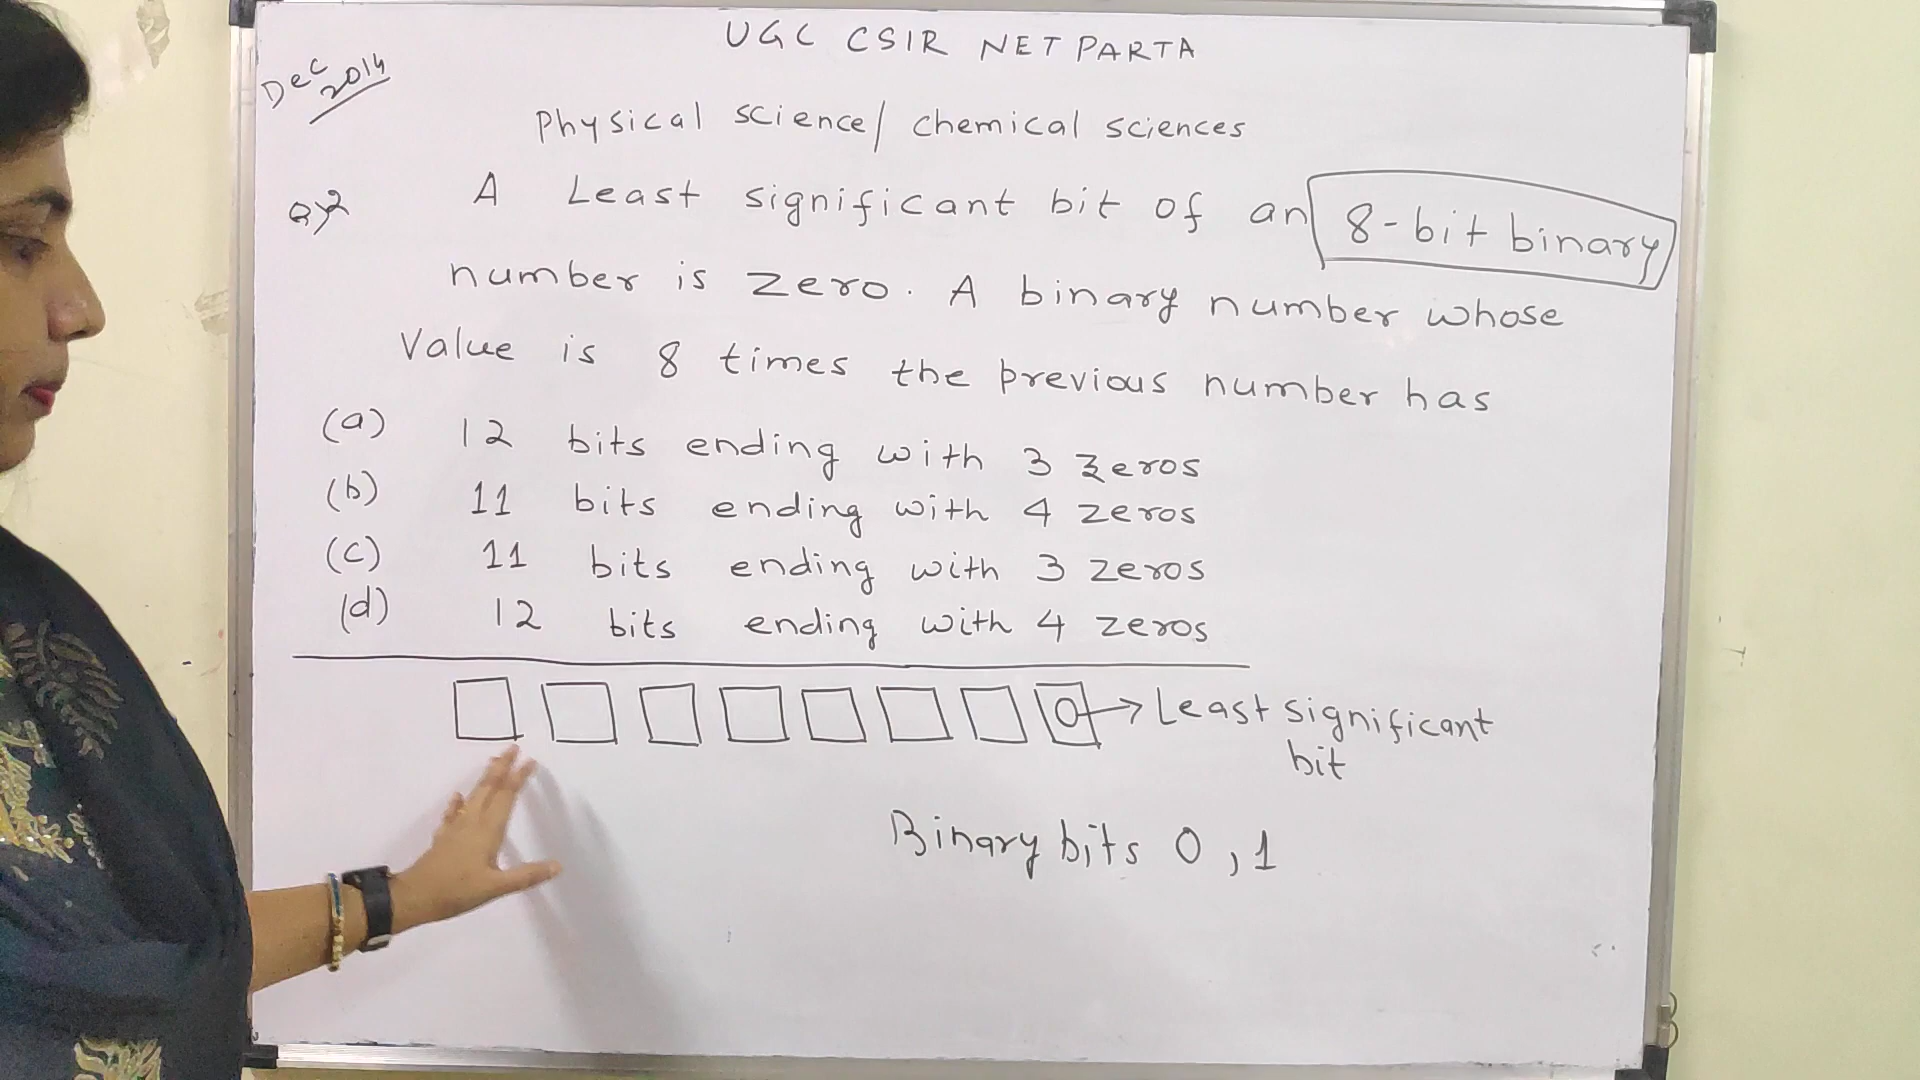 UGC CSIR NET PARTA
Dec 2014
Physical science/ chemical sciences
Q)2 A Least significant bit of an 8-bit binary
number is zero. A binary number whose
Value is 8 times the previous number has
(a) 12 bits ending with 3 zeros
(b) 11 bits ending with 4 zeros
(c) 11 bits ending with 3 zeros
(d) 12 bits ending with 4 zeros
0 → Least significant
bit
Binary bits 0, 1